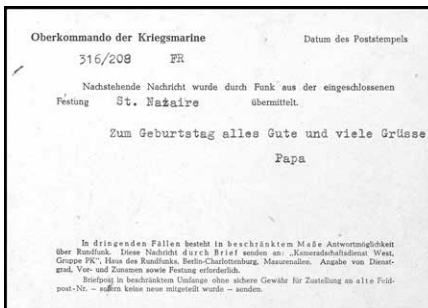 Oberkommando der Kriegsmarine Datum des Poststempels
316/208 FR
Nachstehende Nachricht wurde durch Funk aus der eingeschlossenen
Festung St. Nazaire übermittelt.
Zum Geburtstag alles Gute und viele Grüsse
Papa
In dringenden Fällen besteht in beschränktem Maße Antwortmöglichkeit
über Rundfunk. Diese Nachricht durch Brief senden an: „Kameradschaftsdienst West,
Gruppe PK", Haus des Rundfunks, Berlin-Charlottenburg, Masurenallee. Angabe von Dienst-
grad, Vor- und Zunamen sowie Festung erforderlich.
Briefpost in beschränktem Umfange ohne sichere Gewähr für Zustellung an alte Feld-
post-Nr. — sofern keine neue mitgeteilt wurde — senden.